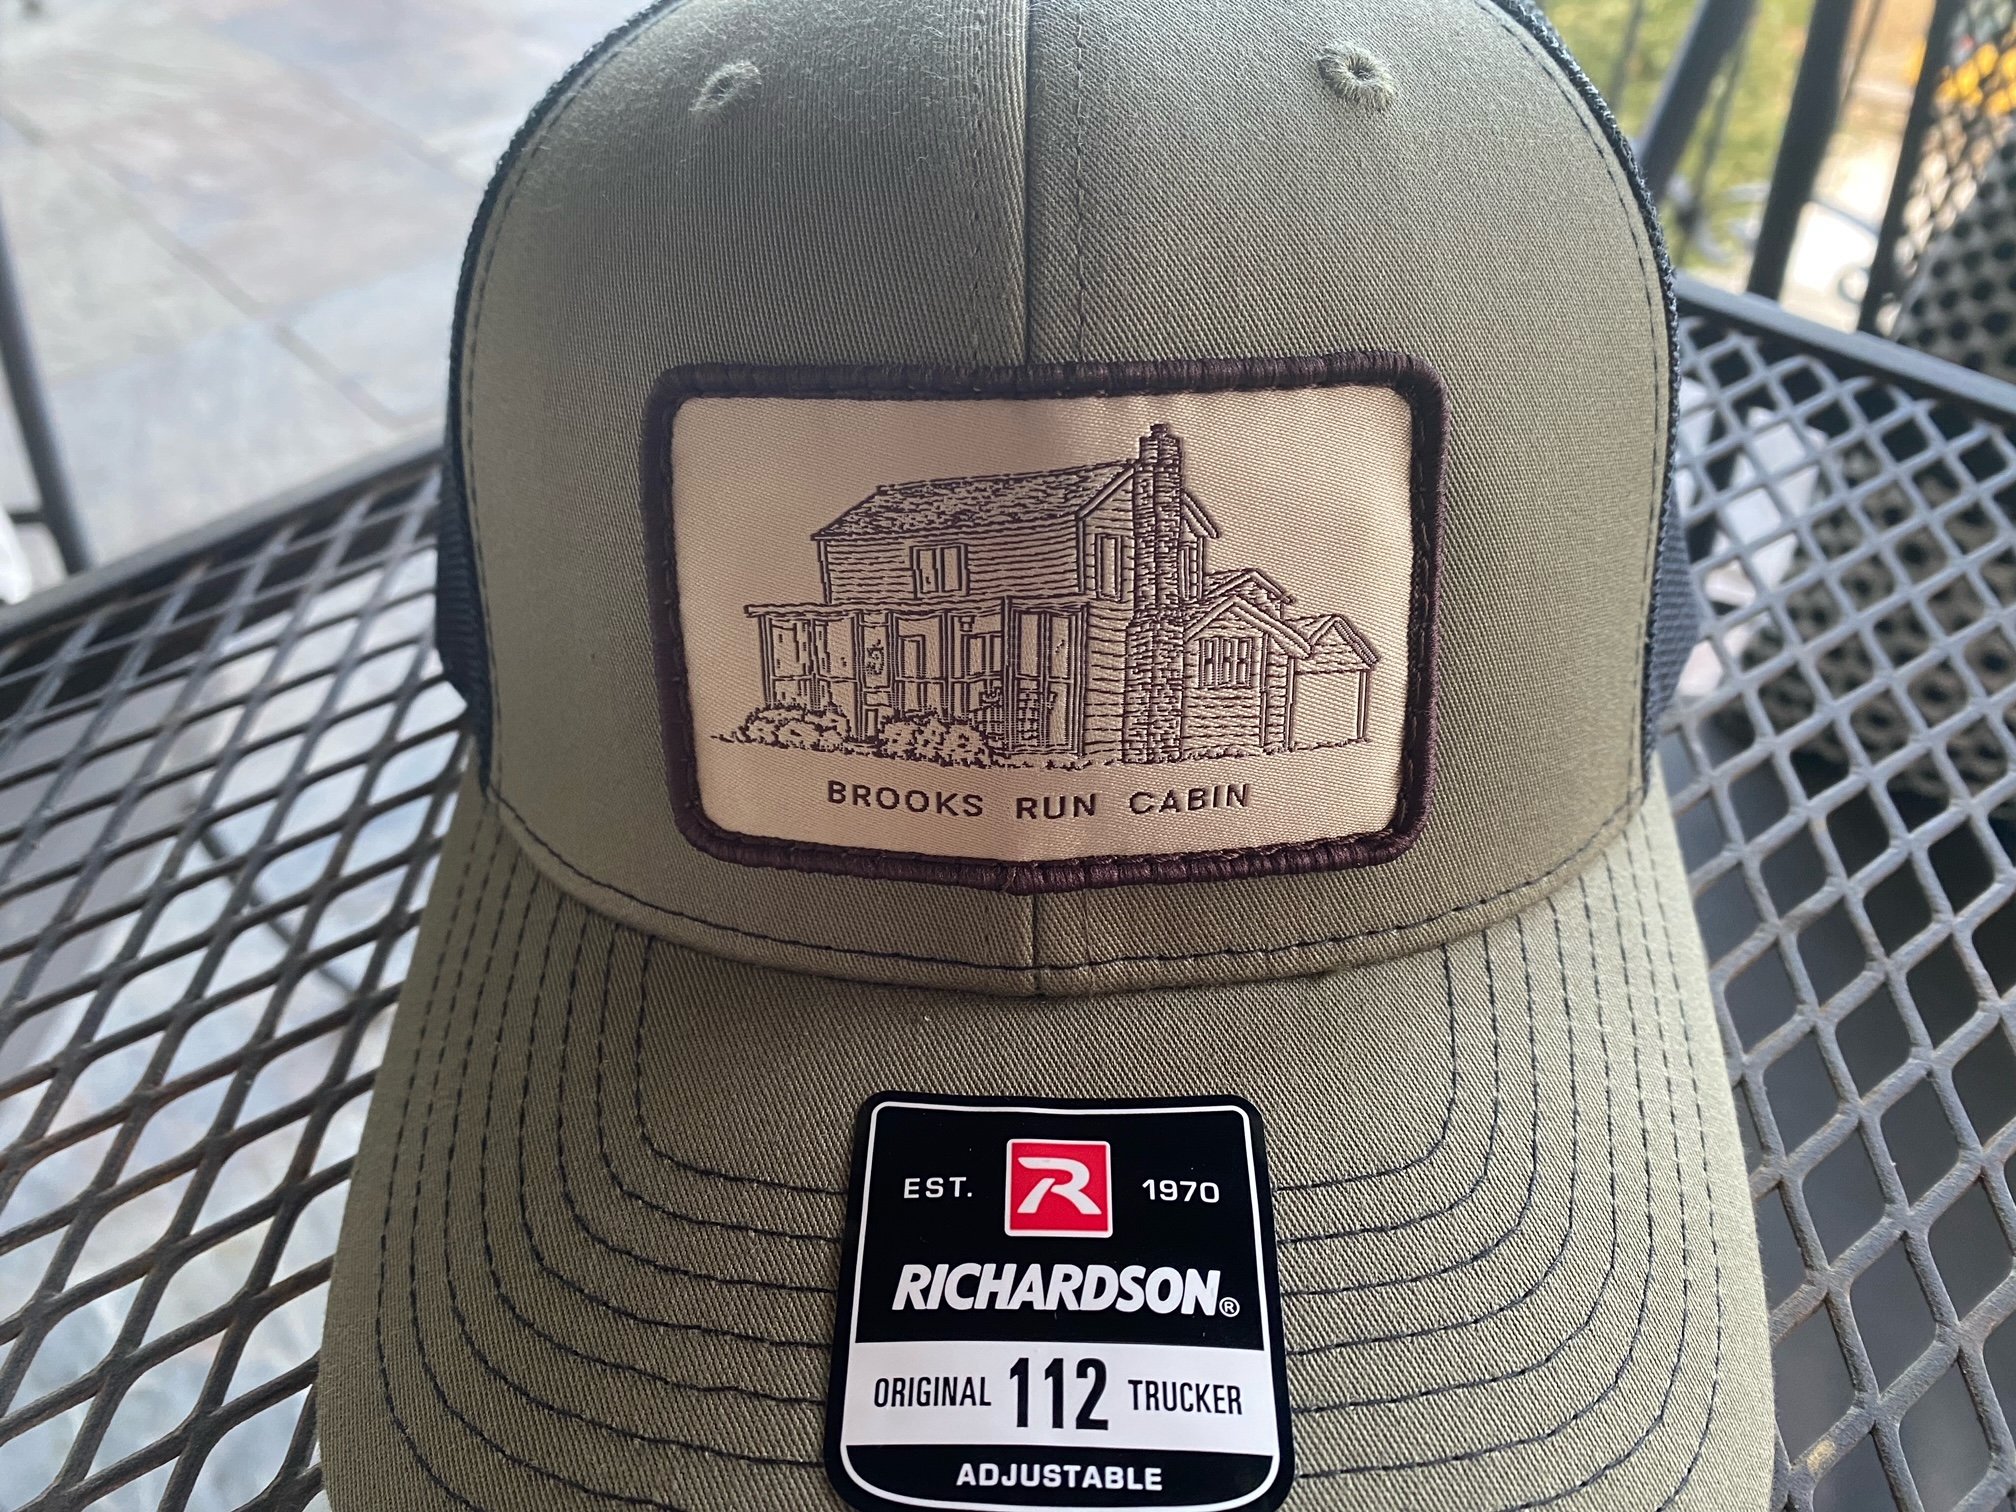 BROOKS RUN CABIN
EST. R 1970
RICHARDSON®
ORIGINAL 112 TRUCKER
ADJUSTABLE